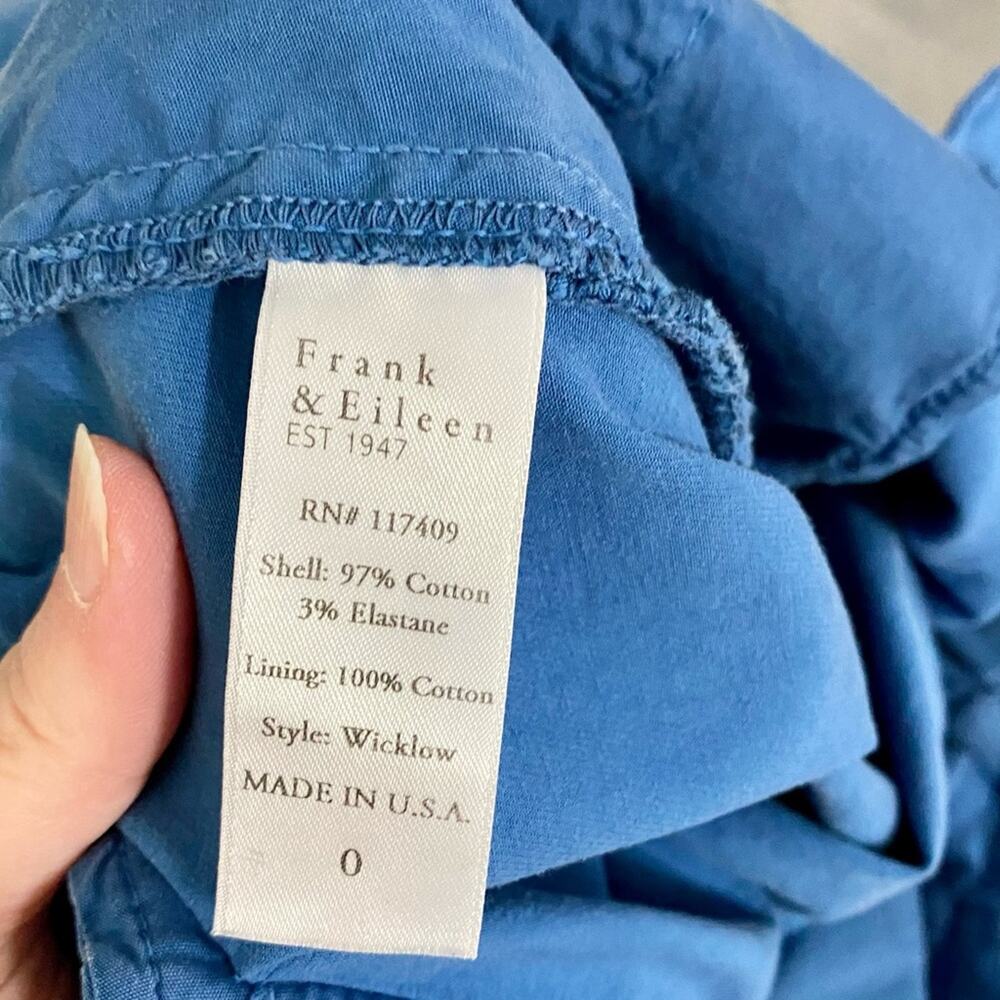 Frank
& Eileen
EST 1947
RN# 117409
Shell: 97% Cotton
3% Elastane
Lining: 100% Cotton
Style: Wicklow
MADE IN U.S.A.
0